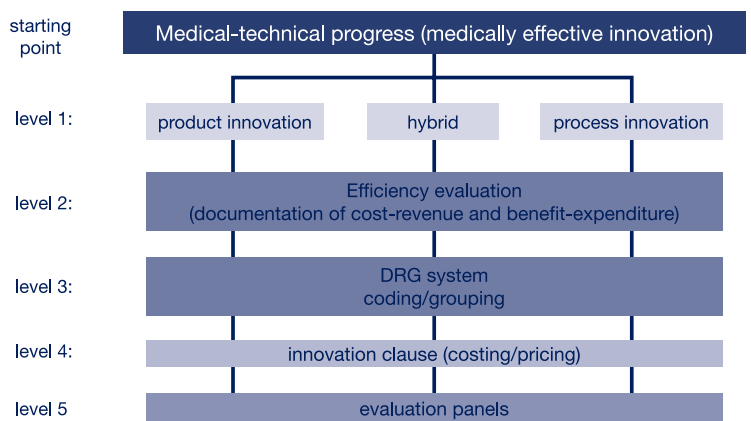 starting
point
Medical-technical progress (medically effective innovation)
level 1:
product innovation
hybrid
process innovation
level 2:
Efficiency evaluation
(documentation of cost-revenue and benefit-expenditure)
level 3:
DRG system
coding/grouping
level 4:
innovation clause (costing/pricing)
level 5
evaluation panels